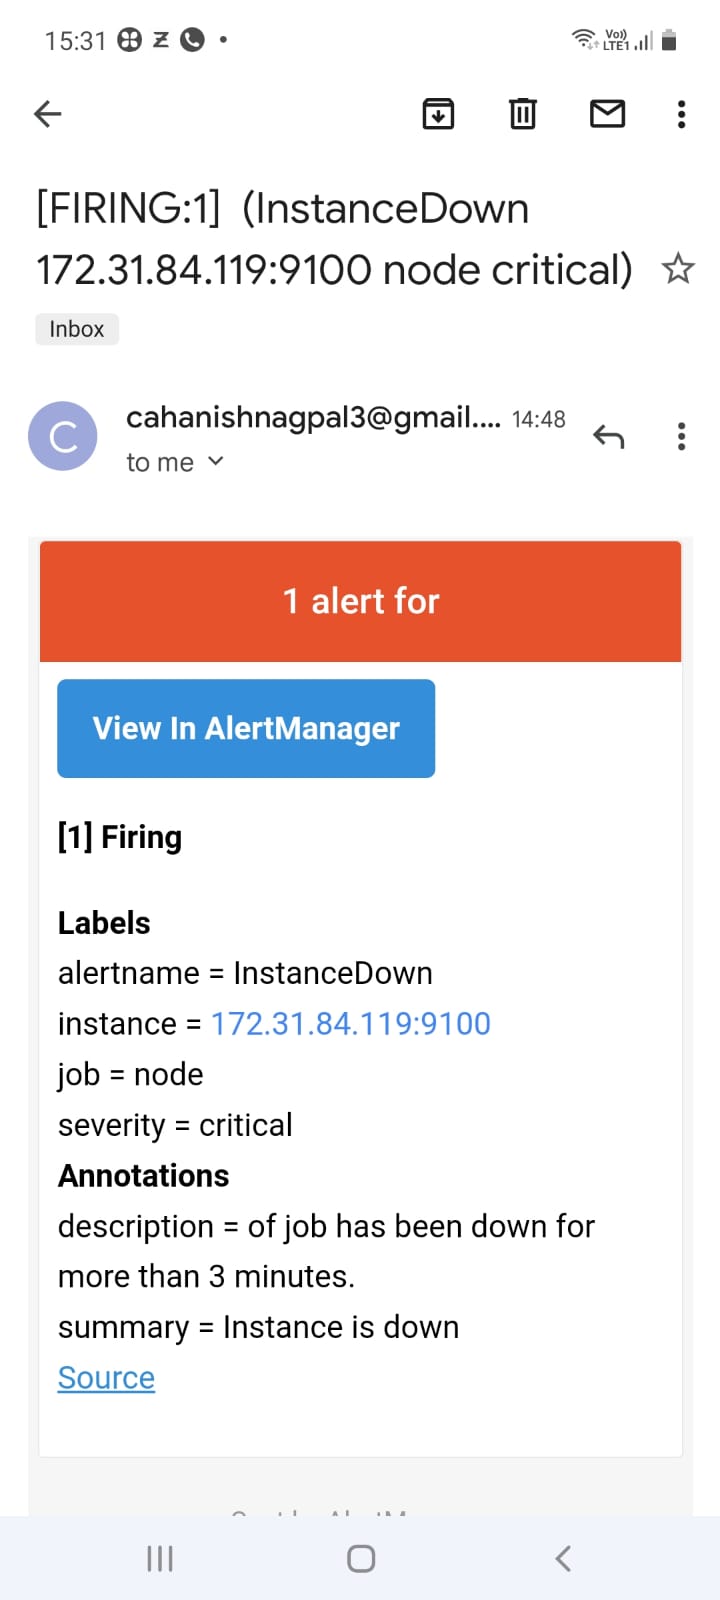 15:31
Vo)) LTE1
[FIRING:1] (InstanceDown
172.31.84.119:9100 node critical)
Inbox
C
cahanishnagpal3@gmail.... 14:48
to me
1 alert for
View In AlertManager
[1] Firing
Labels
alertname = InstanceDown
instance = 172.31.84.119:9100
job = node
severity = critical
Annotations
description = of job has been down for
more than 3 minutes.
summary = Instance is down
Source